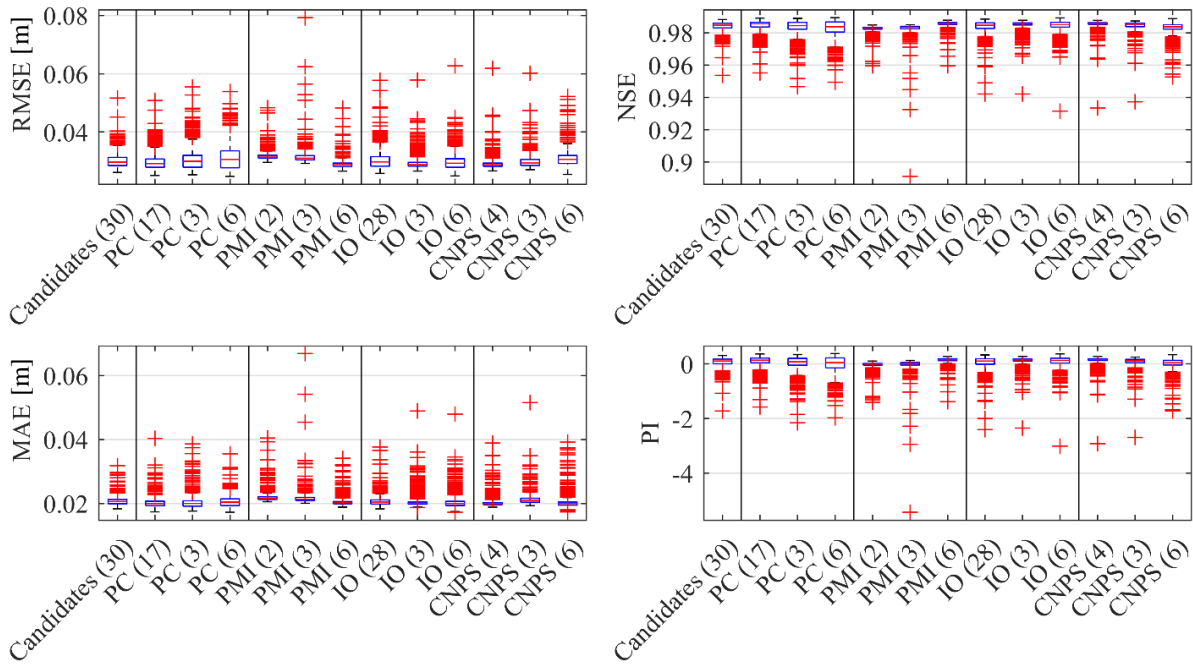 RMSE [m]
0.08
0.06
0.04
Candidates (30)
PC (17)
PC (3)
PC (6)
PMI (2)
PMI (3)
PMI (6)
IO (28)
IO (3)
IO (6)
CNPS (4)
CNPS (3)
CNPS (6)
NSE
0.98
0.96
0.94
0.92
0.9
Candidates (30)
PC (17)
PC (3)
PC (6)
PMI (2)
PMI (3)
PMI (6)
IO (28)
IO (3)
IO (6)
CNPS (4)
CNPS (3)
CNPS (6)
MAE [m]
0.06
0.04
0.02
Candidates (30)
PC (17)
PC (3)
PC (6)
PMI (2)
PMI (3)
PMI (6)
IO (28)
IO (3)
IO (6)
CNPS (4)
CNPS (3)
CNPS (6)
PI
0
-2
-4
Candidates (30)
PC (17)
PC (3)
PC (6)
PMI (2)
PMI (3)
PMI (6)
IO (28)
IO (3)
IO (6)
CNPS (4)
CNPS (3)
CNPS (6)